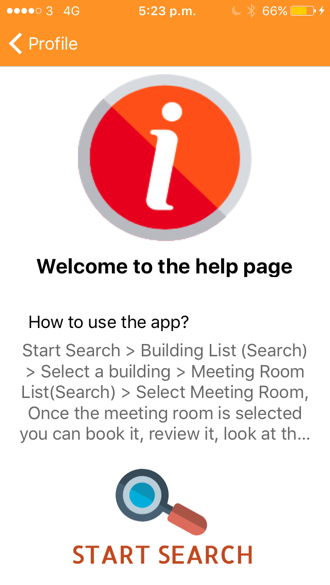 3 4G 5:23 p.m. 66%
Profile
i
Welcome to the help page
How to use the app?
Start Search > Building List (Search)
> Select a building > Meeting Room
List(Search) > Select Meeting Room,
Once the meeting room is selected
you can book it, review it, look at th...
START SEARCH